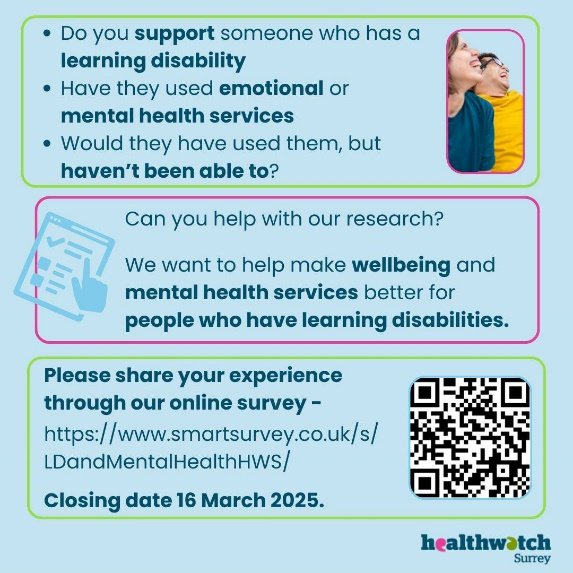 • Do you support someone who has a
learning disability
• Have they used emotional or
mental health services
• Would they have used them, but
haven't been able to?
Can you help with our research?
We want to help make wellbeing and
mental health services better for
people who have learning disabilities.
Please share your experience
through our online survey -
https://www.smartsurvey.co.uk/s/
LDandMentalHealthHWS/
Closing date 16 March 2025.
healthwatch
Surrey